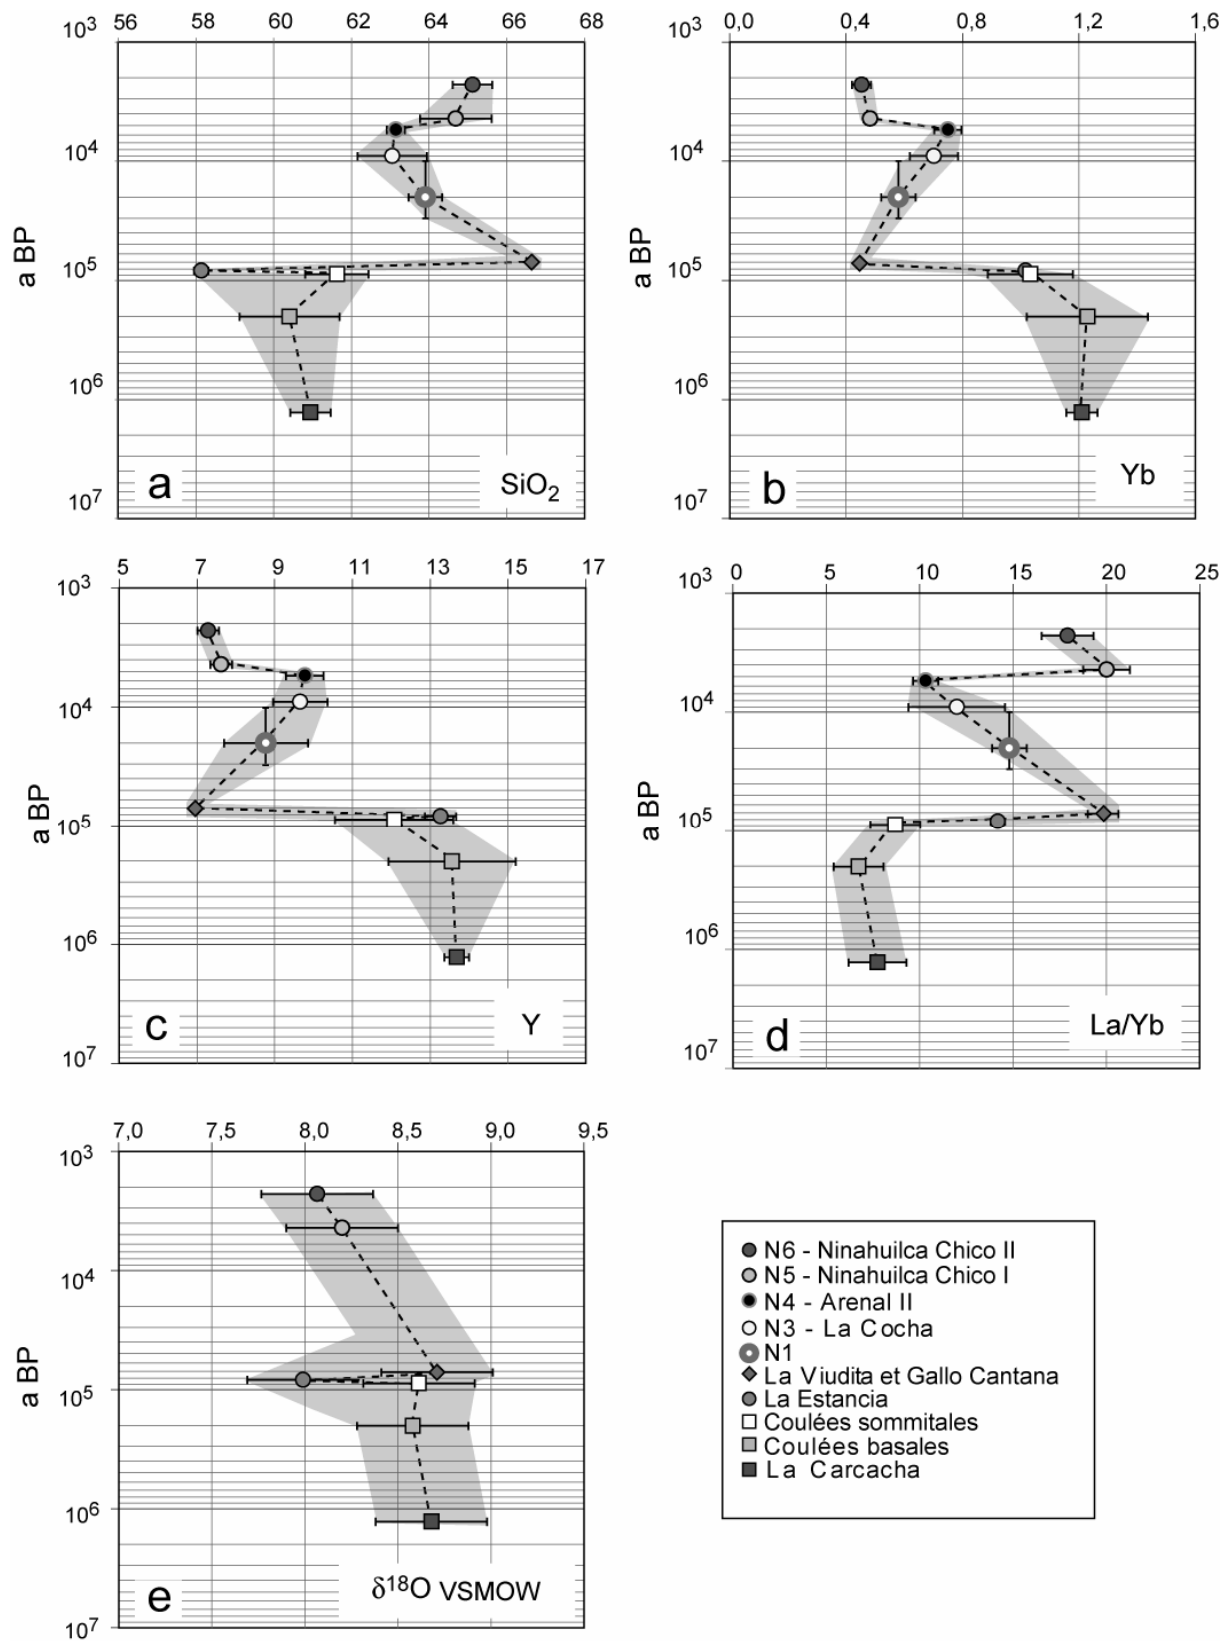 56 58 60 62 64 66 68
10³
10⁴
10⁵
10⁶
10⁷
a BP
a
SiO₂
0,0 0,4 0,8 1,2 1,6
10³
10⁴
10⁵
10⁶
10⁷
a BP
b
Yb
5 7 9 11 13 15 17
10³
10⁴
10⁵
10⁶
10⁷
a BP
c
Y
0 5 10 15 20 25
10³
10⁴
10⁵
10⁶
10⁷
a BP
d
La/Yb
7,0 7,5 8,0 8,5 9,0 9,5
10³
10⁴
10⁵
10⁶
10⁷
a BP
e
δ¹⁸O VSMOW
N6 - Ninahuilca Chico II
N5 - Ninahuilca Chico I
N4 - Arenal II
N3 - La Cocha
N1
La Viudita et Gallo Cantana
La Estancia
Coulées sommitales
Coulées basales
La Carcacha